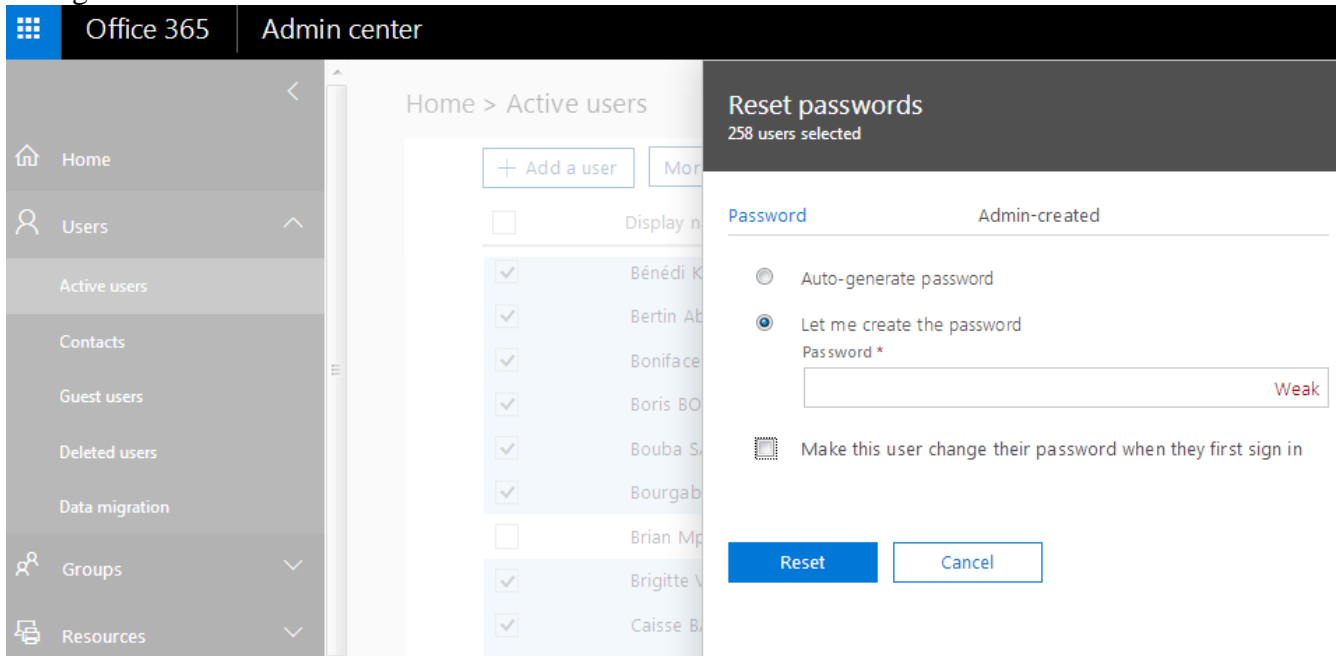 Office 365 Admin center
Home > Active users
Home
Users
Active users
Contacts
Guest users
Deleted users
Data migration
Groups
Resources
+ Add a user
Display
Bénédi
Bertin
Boniface
Boris
Bouba
Bourgab
Brian
Brigitte
Caisse
Reset passwords
258 users selected
Password Admin-created
Auto-generate password
Let me create the password
Password *
Weak
Make this user change their password when they first sign in
Reset Cancel